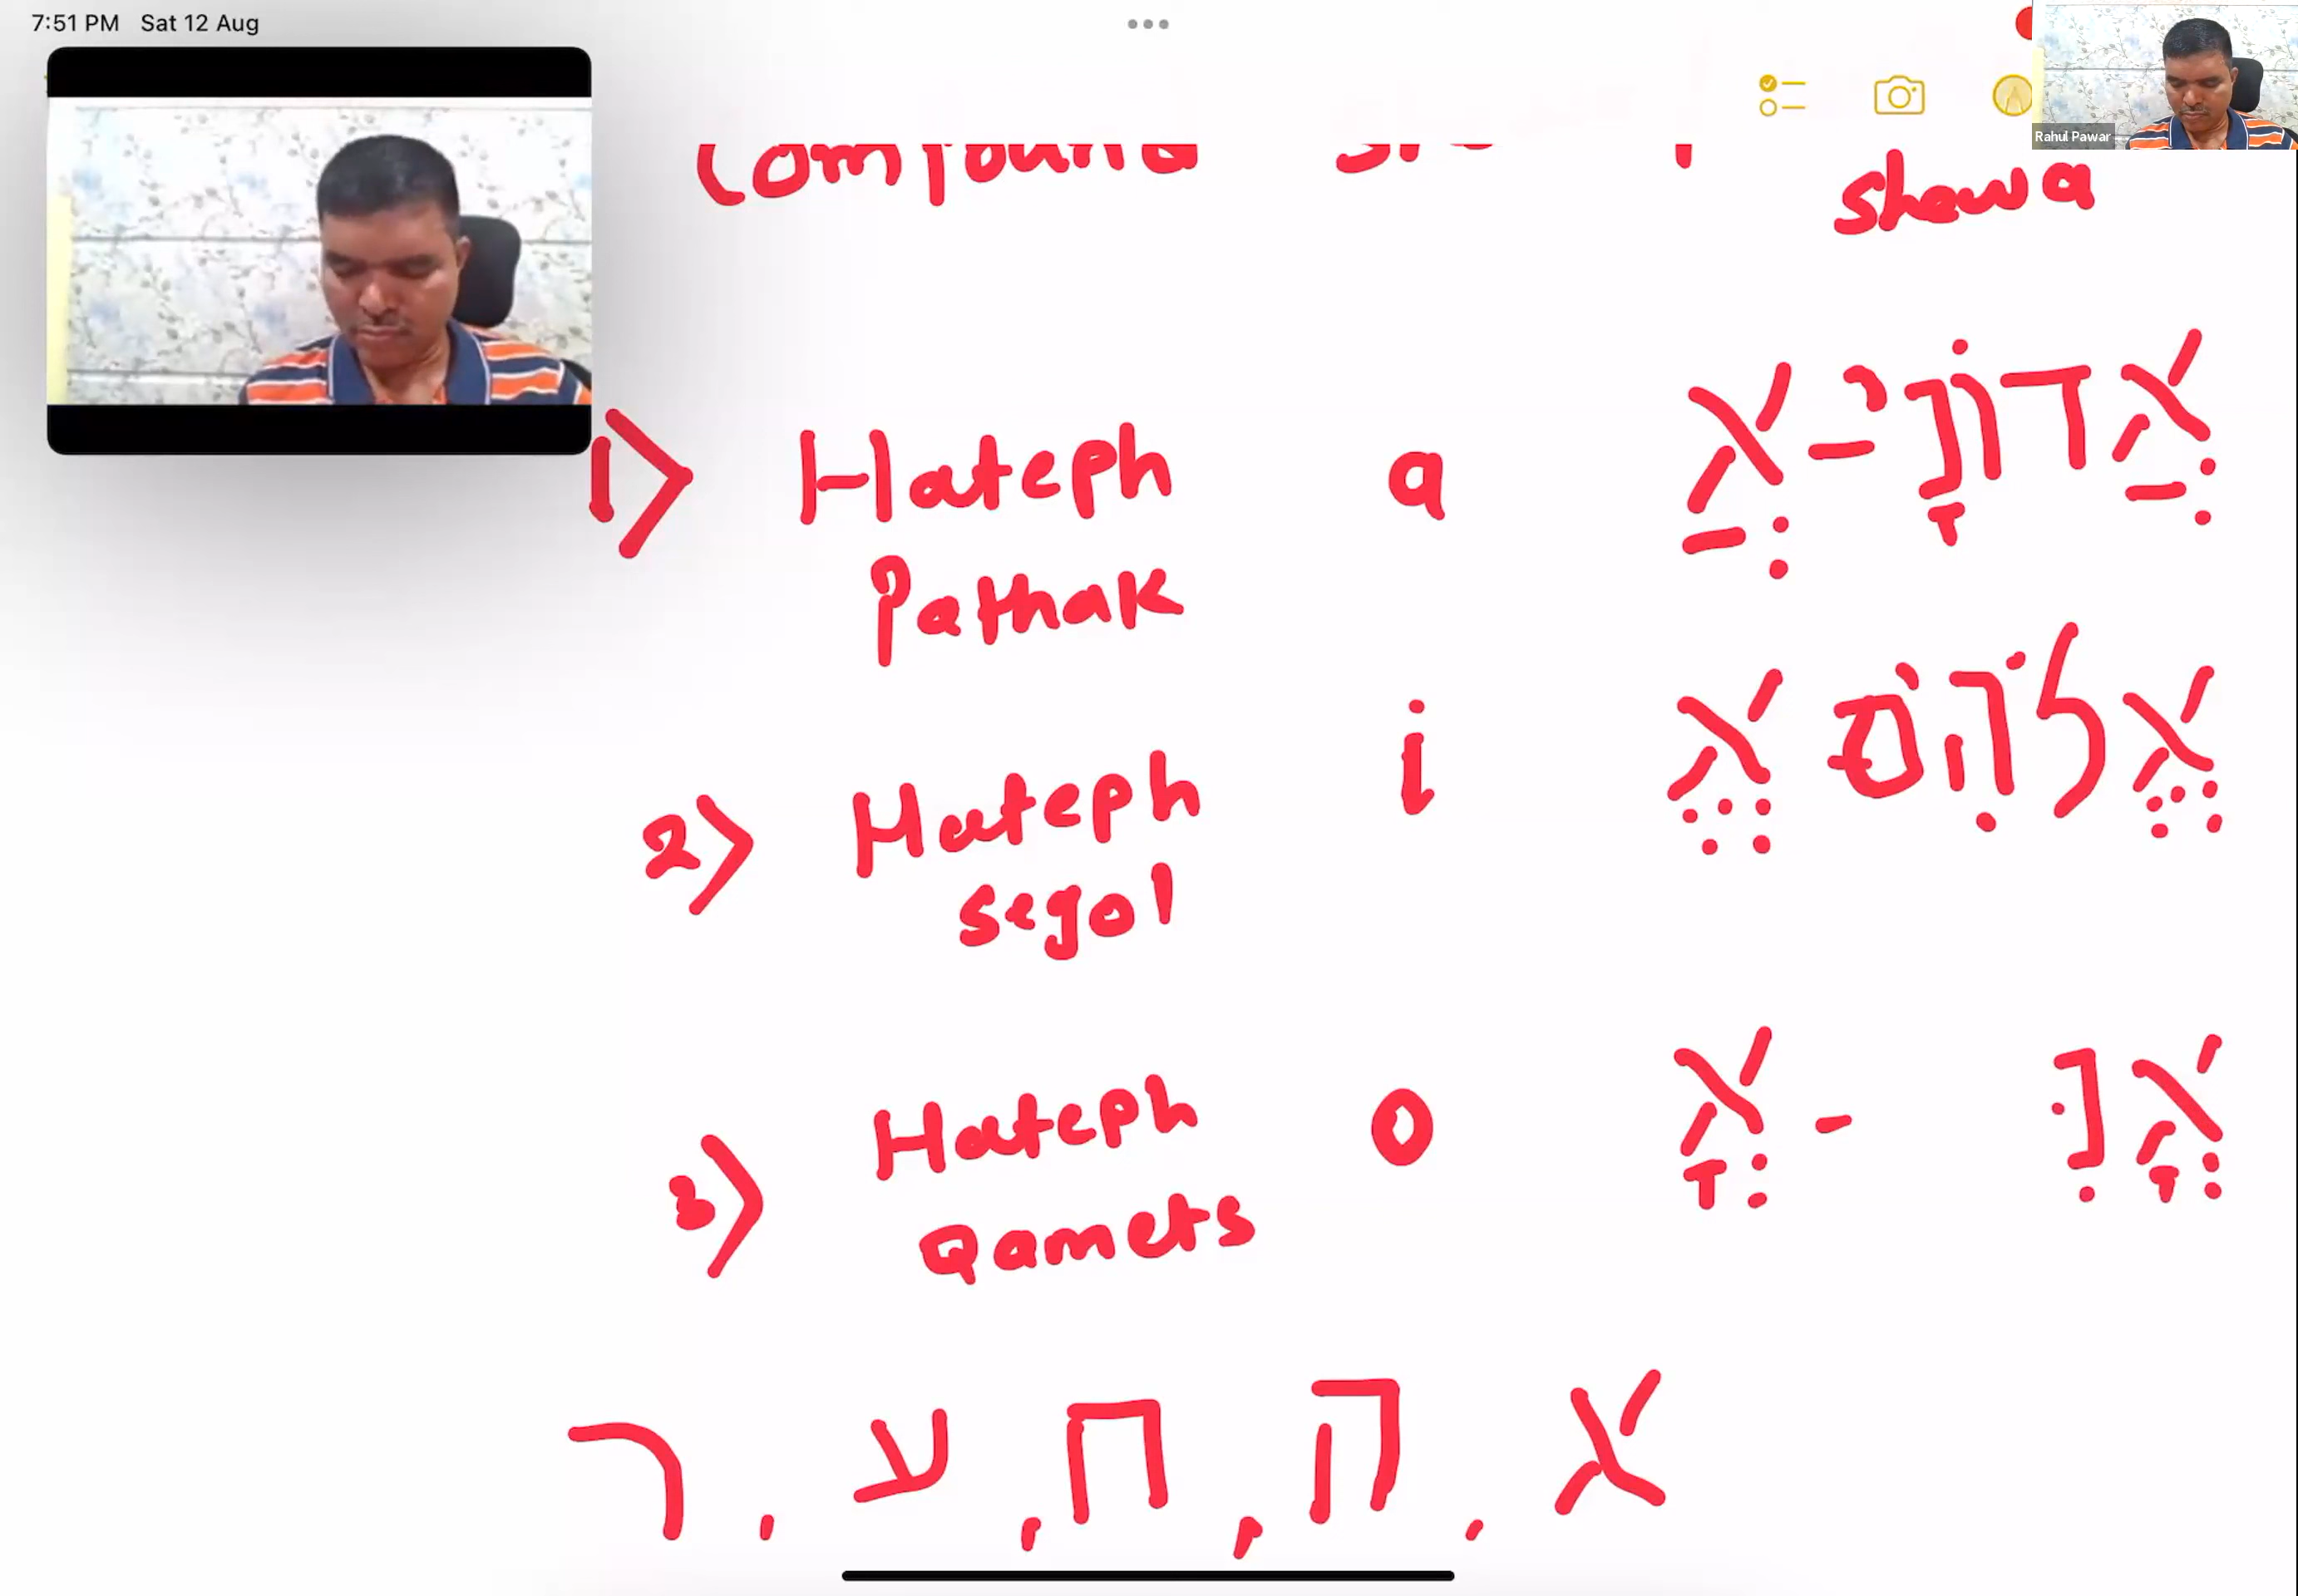 7:51 PM Sat 12 Aug
Rahul Pawar
Compound
shewa
1) Hateph a אֲ - אֲדֹנָי
Pathak
2) Hateph i אֱ אֱלֹהִים
segol
3) Hateph o אֳ - אֳנִ
Qamets
ר , ע , ח , ה , א